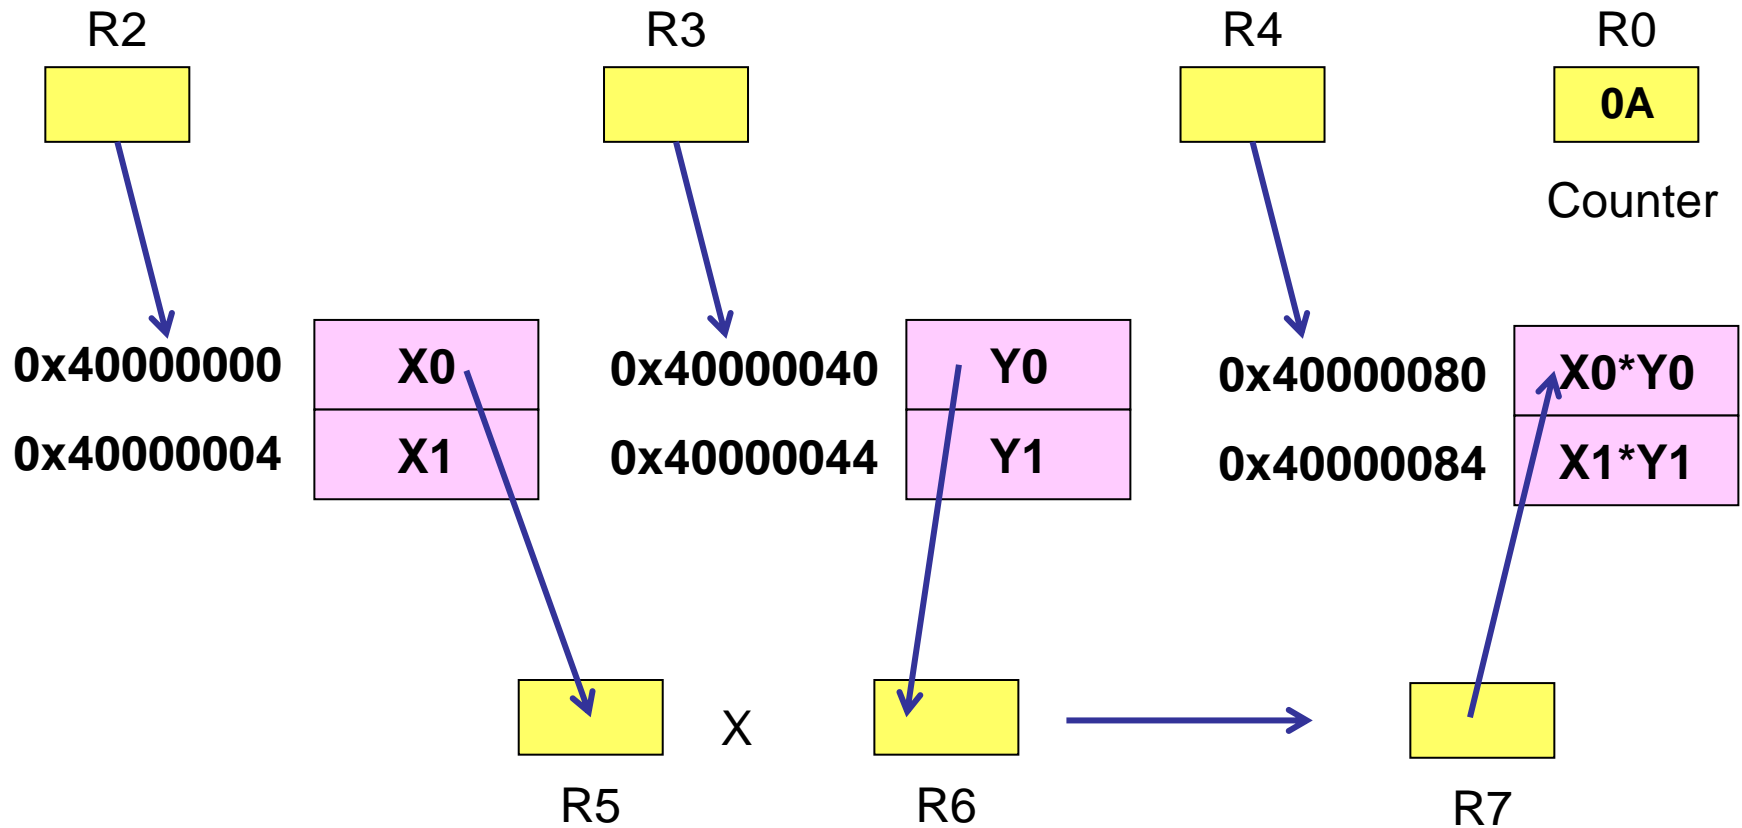 R2 R3 R4 R0
0A
Counter
0x40000000 X0 0x40000040 Y0 0x40000080 X0*Y0
0x40000004 X1 0x40000044 Y1 0x40000084 X1*Y1
X
R5 R6 R7